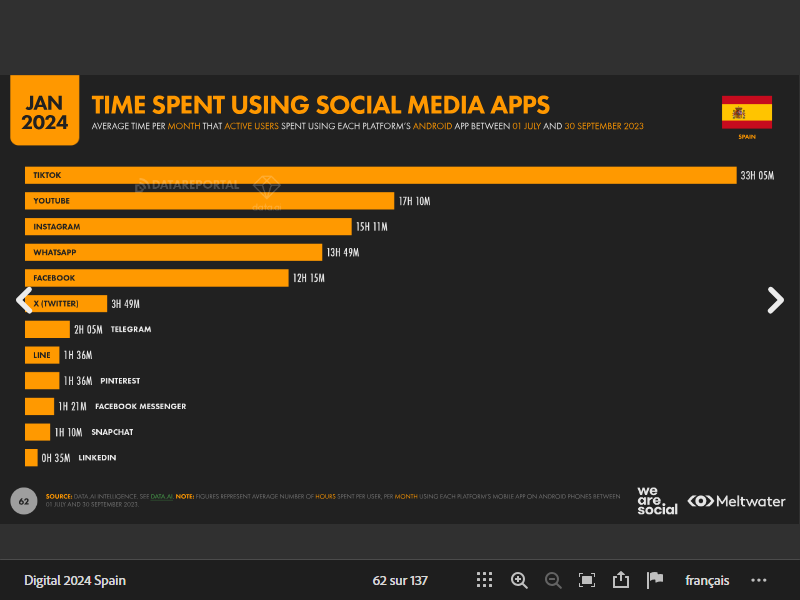 JAN
2024
TIME SPENT USING SOCIAL MEDIA APPS
AVERAGE TIME PER MONTH THAT ACTIVE USERS SPENT USING EACH PLATFORM'S ANDROID APP BETWEEN 01 JULY AND 30 SEPTEMBER 2023
SPAIN
TIKTOK 33H 05M
DATAREPORTAL
YOUTUBE 17H 10M
INSTAGRAM 15H 11M
WHATSAPP 13H 49M
FACEBOOK 12H 15M
X (TWITTER) 3H 49M
2H 05M TELEGRAM
LINE 1H 36M
1H 36M PINTEREST
1H 21M FACEBOOK MESSENGER
1H 10M SNAPCHAT
0H 35M LINKEDIN
62
SOURCE: DATA.AI INTELLIGENCE. SEE DATA.AI. NOTE: FIGURES REPRESENT AVERAGE NUMBER OF HOURS SPENT PER USER, PER MONTH USING EACH PLATFORM'S MOBILE APP ON ANDROID PHONES BETWEEN
01 JULY AND 30 SEPTEMBER 2023.
we
are
social
Meltwater
Digital 2024 Spain
62 sur 137
français